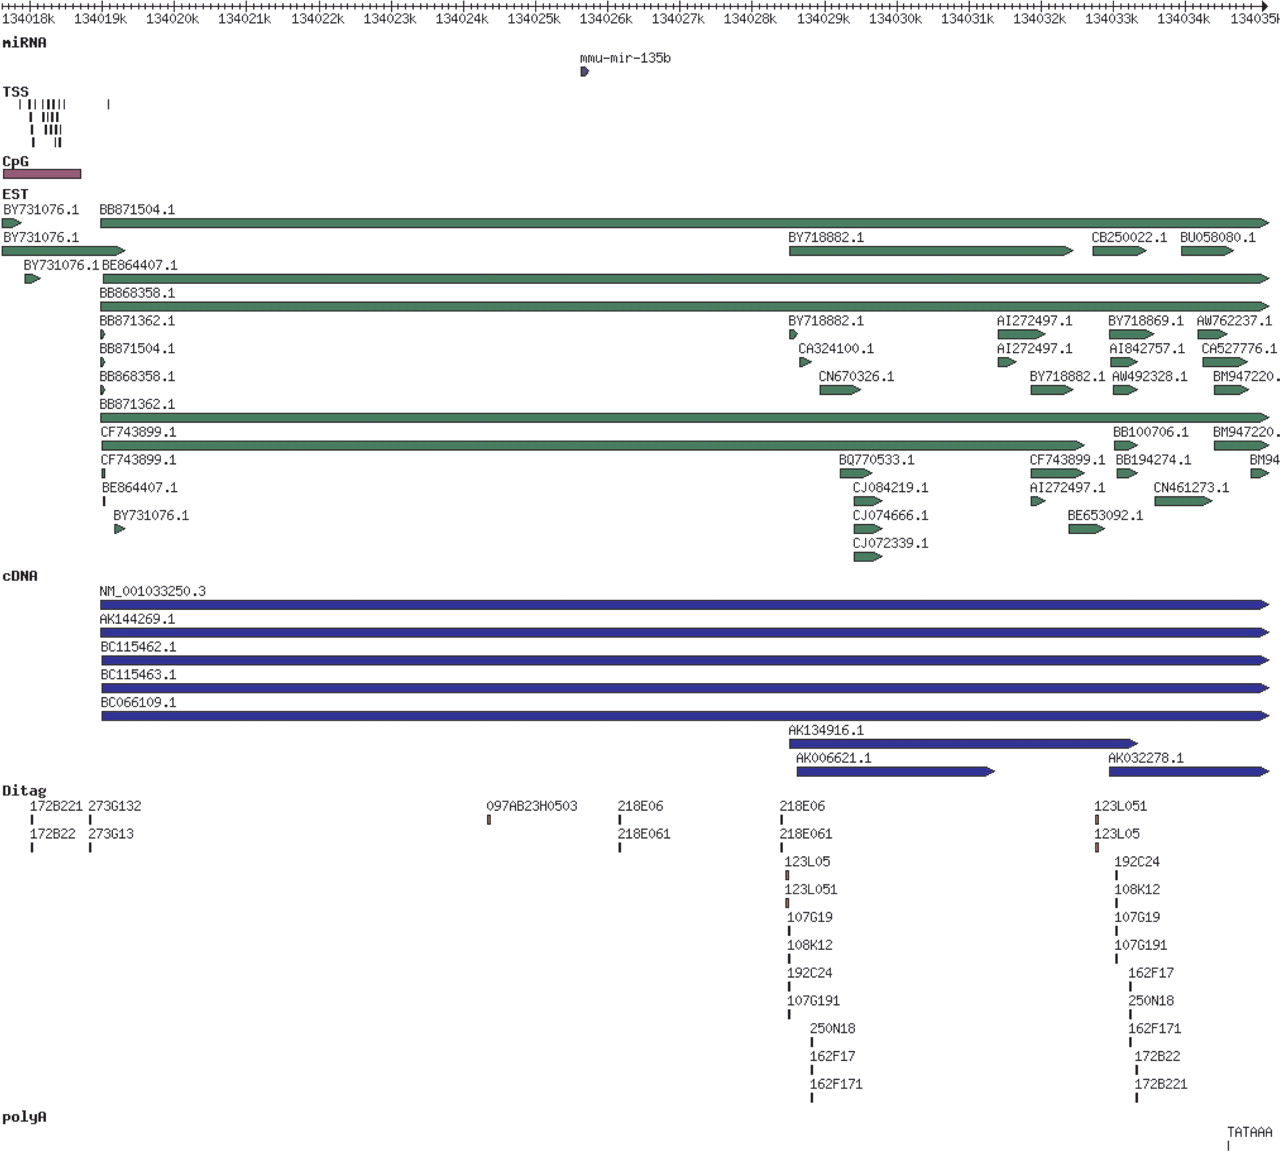 134018k 134019k 134020k 134021k 134022k 134023k 134024k 134025k 134026k 134027k 134028k 134029k 134030k 134031k 134032k 134033k 134034k 134035k
miRNA
mmu-mir-135b
TSS
CpG
EST
BY731076.1 BB871504.1
BY731076.1 BY718882.1 CB250022.1 BU058080.1
BY731076.1 BE864407.1
BB868358.1
BB871362.1 BY718882.1 AI272497.1 BY718869.1 AW762237.1
BB871504.1 CA324100.1 AI272497.1 AI842757.1 CA527776.1
BB868358.1 CN670326.1 BY718882.1 AW492328.1 BM947220.
BB871362.1
CF743899.1 BB100706.1 BM947220.
CF743899.1 BQ770533.1 CF743899.1 BB194274.1 BM94
BE864407.1 CJ084219.1 AI272497.1 CN461273.1
BY731076.1 CJ074666.1 BE653092.1
CJ072339.1
cDNA
NM_001033250.3
AK144269.1
BC115462.1
BC115463.1
BC066109.1
AK134916.1
AK006621.1 AK032278.1
Ditag
172B221 273G132 097AB23H0503 218E06 218E06 123L051
172B22 273G13 218E061 218E061 123L05
123L05 192C24
123L051 108K12
107G19 107G19
108K12 107G191
192C24 162F17
107G191 250N18
250N18 162F171
162F17 172B22
162F171 172B221
polyA
TATAAA